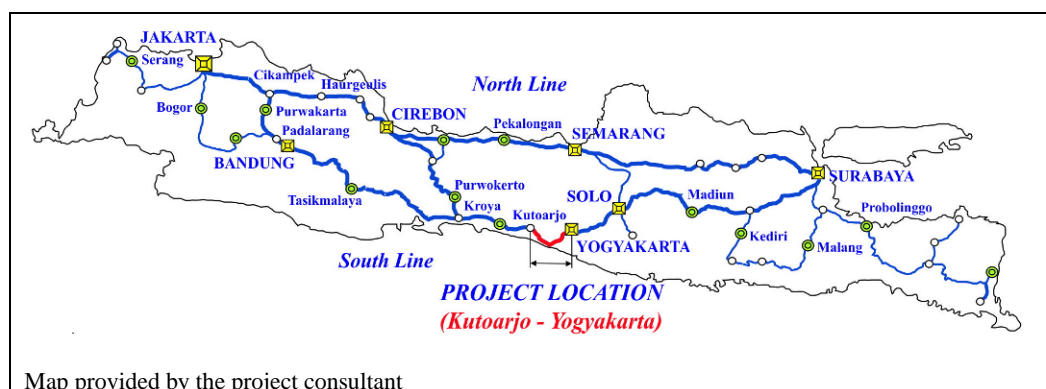 JAKARTA
Serang
Cikampek
Haurgeulis
North Line
Bogor
Purwakarta
CIREBON
Pekalongan
SEMARANG
Padalarang
BANDUNG
SURABAYA
Tasikmalaya
Purwokerto
SOLO
Madiun
Probolinggo
Kroya
Kutoarjo
Kediri
YOGYAKARTA
Malang
South Line
PROJECT LOCATION
(Kutoarjo - Yogyakarta)
Map provided by the project consultant